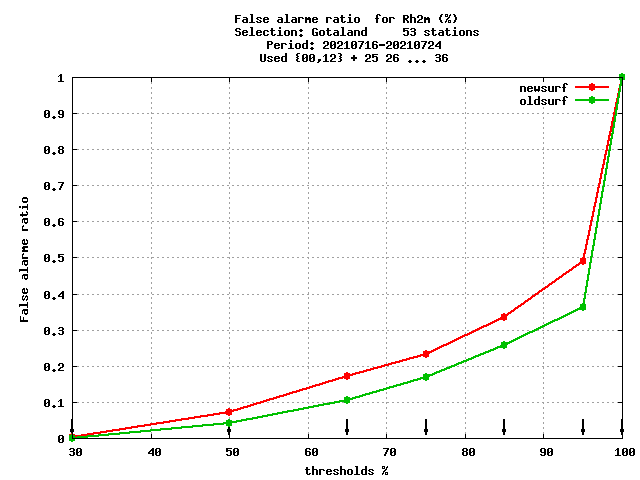 False alarme ratio  for Rh2m (%)
Selection: Gotaland     53 stations
Period: 20210716-20210724
Used {00,12} + 25 26 ... 36
newsurf
oldsurf
1
0.9
0.8
0.7
0.6
0.5
0.4
0.3
0.2
0.1
0
False alarme ratio
30 40 50 60 70 80 90 100
thresholds %